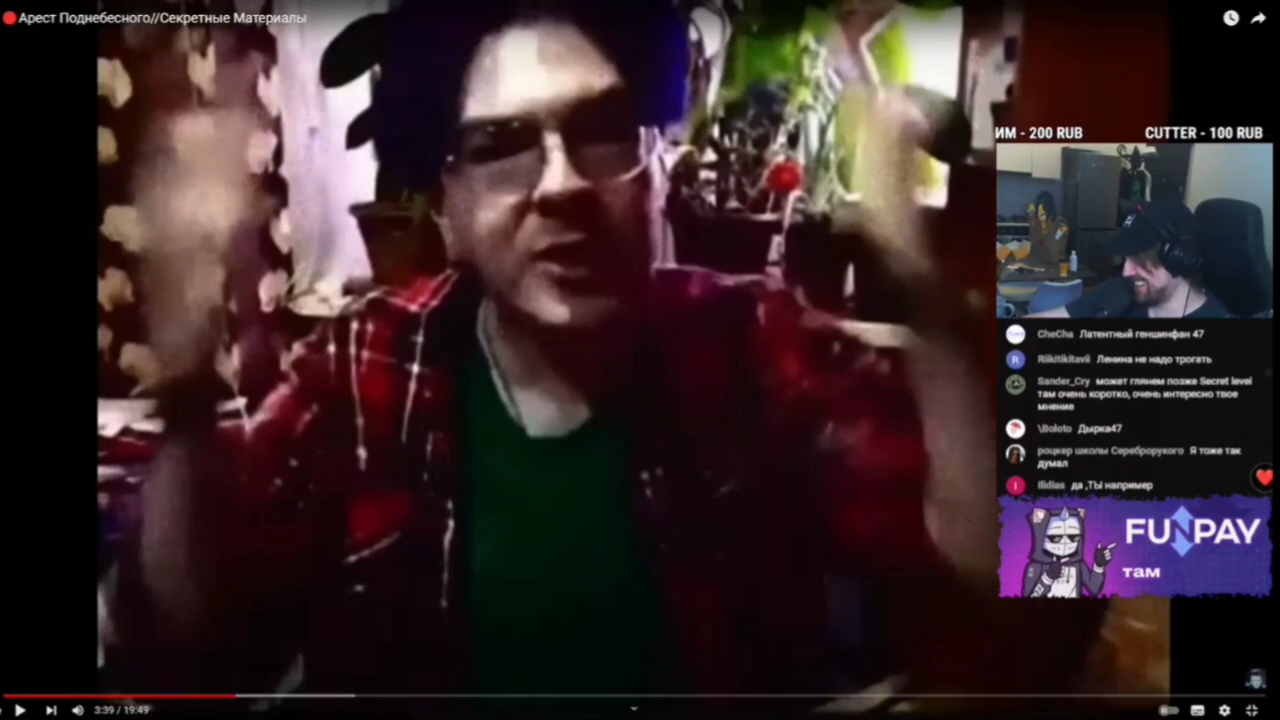 Арест Поднебесного//Секретные Материалы
ИМ - 200 RUB
CUTTER - 100 RUB
CheCha Латентный геншинфан 47
Riikitikitavii Ленина не надо трогать
Sander_Cry может глянем позже Secret level
там очень коротко, очень интересно твое
мнение
\Boloto Дырка47
роцкер школы Сереброрукого Я тоже так
думал
Ilidias да ,ТЫ например
FUNPAY
там
3:39 / 19:49